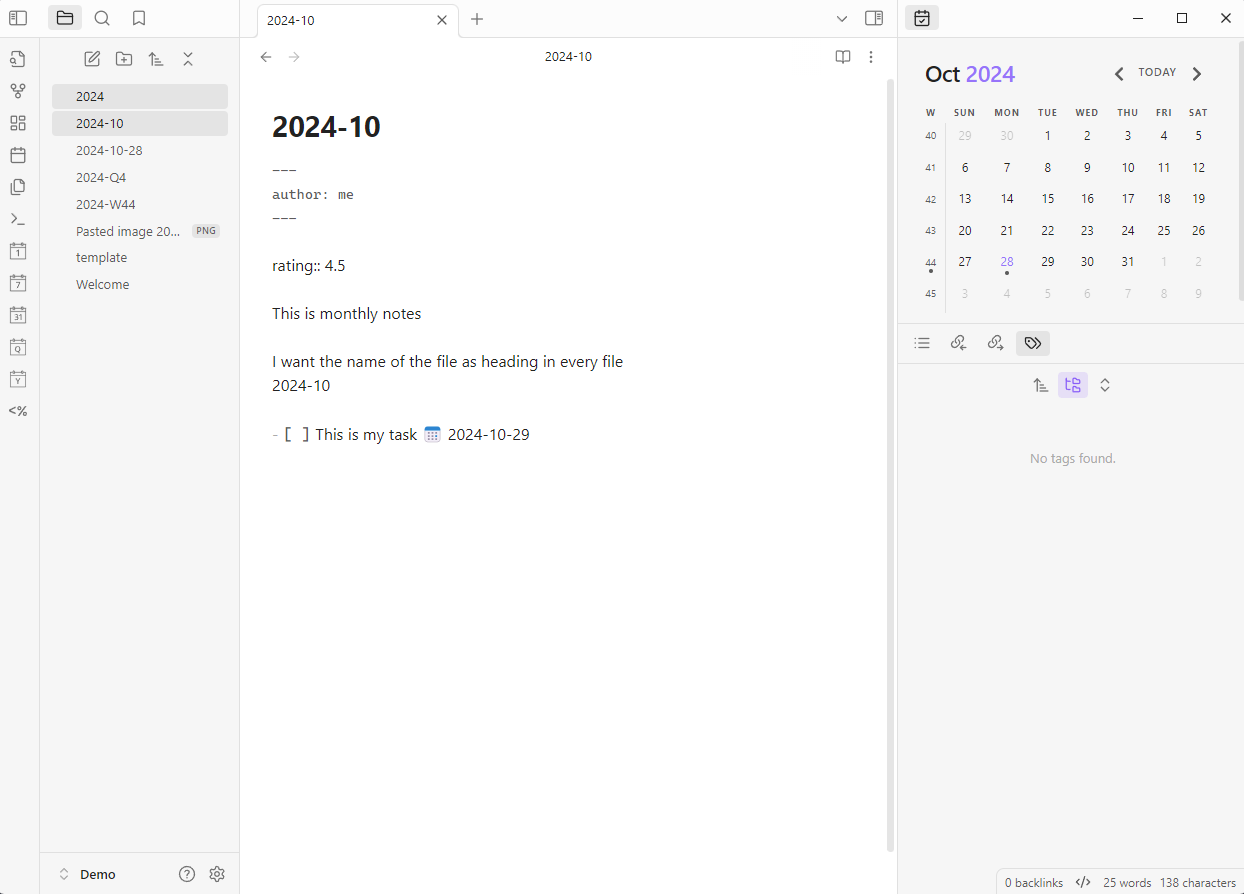 2024-10
2024
2024-10
2024-10-28
2024-Q4
2024-W44
Pasted image 20... PNG
template
Welcome
Demo
1
7
31
Q
Y
<%
2024-10
2024-10
---
author: me
---
rating:: 4.5
This is monthly notes
I want the name of the file as heading in every file
2024-10
- [ ] This is my task 📅 2024-10-29
Oct 2024 TODAY
W SUN MON TUE WED THU FRI SAT
40 29 30 1 2 3 4 5
41 6 7 8 9 10 11 12
42 13 14 15 16 17 18 19
43 20 21 22 23 24 25 26
44 27 28 29 30 31 1 2
45 3 4 5 6 7 8 9
No tags found.
0 backlinks </> 25 words 138 characters